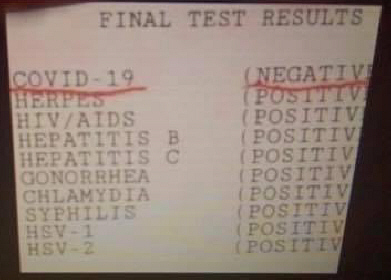 FINAL TEST RESULTS
COVID-19 (NEGATIV
HERPES (POSITIV
HIV/AIDS (POSITIV
HEPATITIS B (POSITIV
HEPATITIS C (POSITIV
GONORRHEA (POSITIV
CHLAMYDIA (POSITIV
SYPHILIS (POSITIV
HSV-1 (POSITIV
HSV-2 (POSITIV